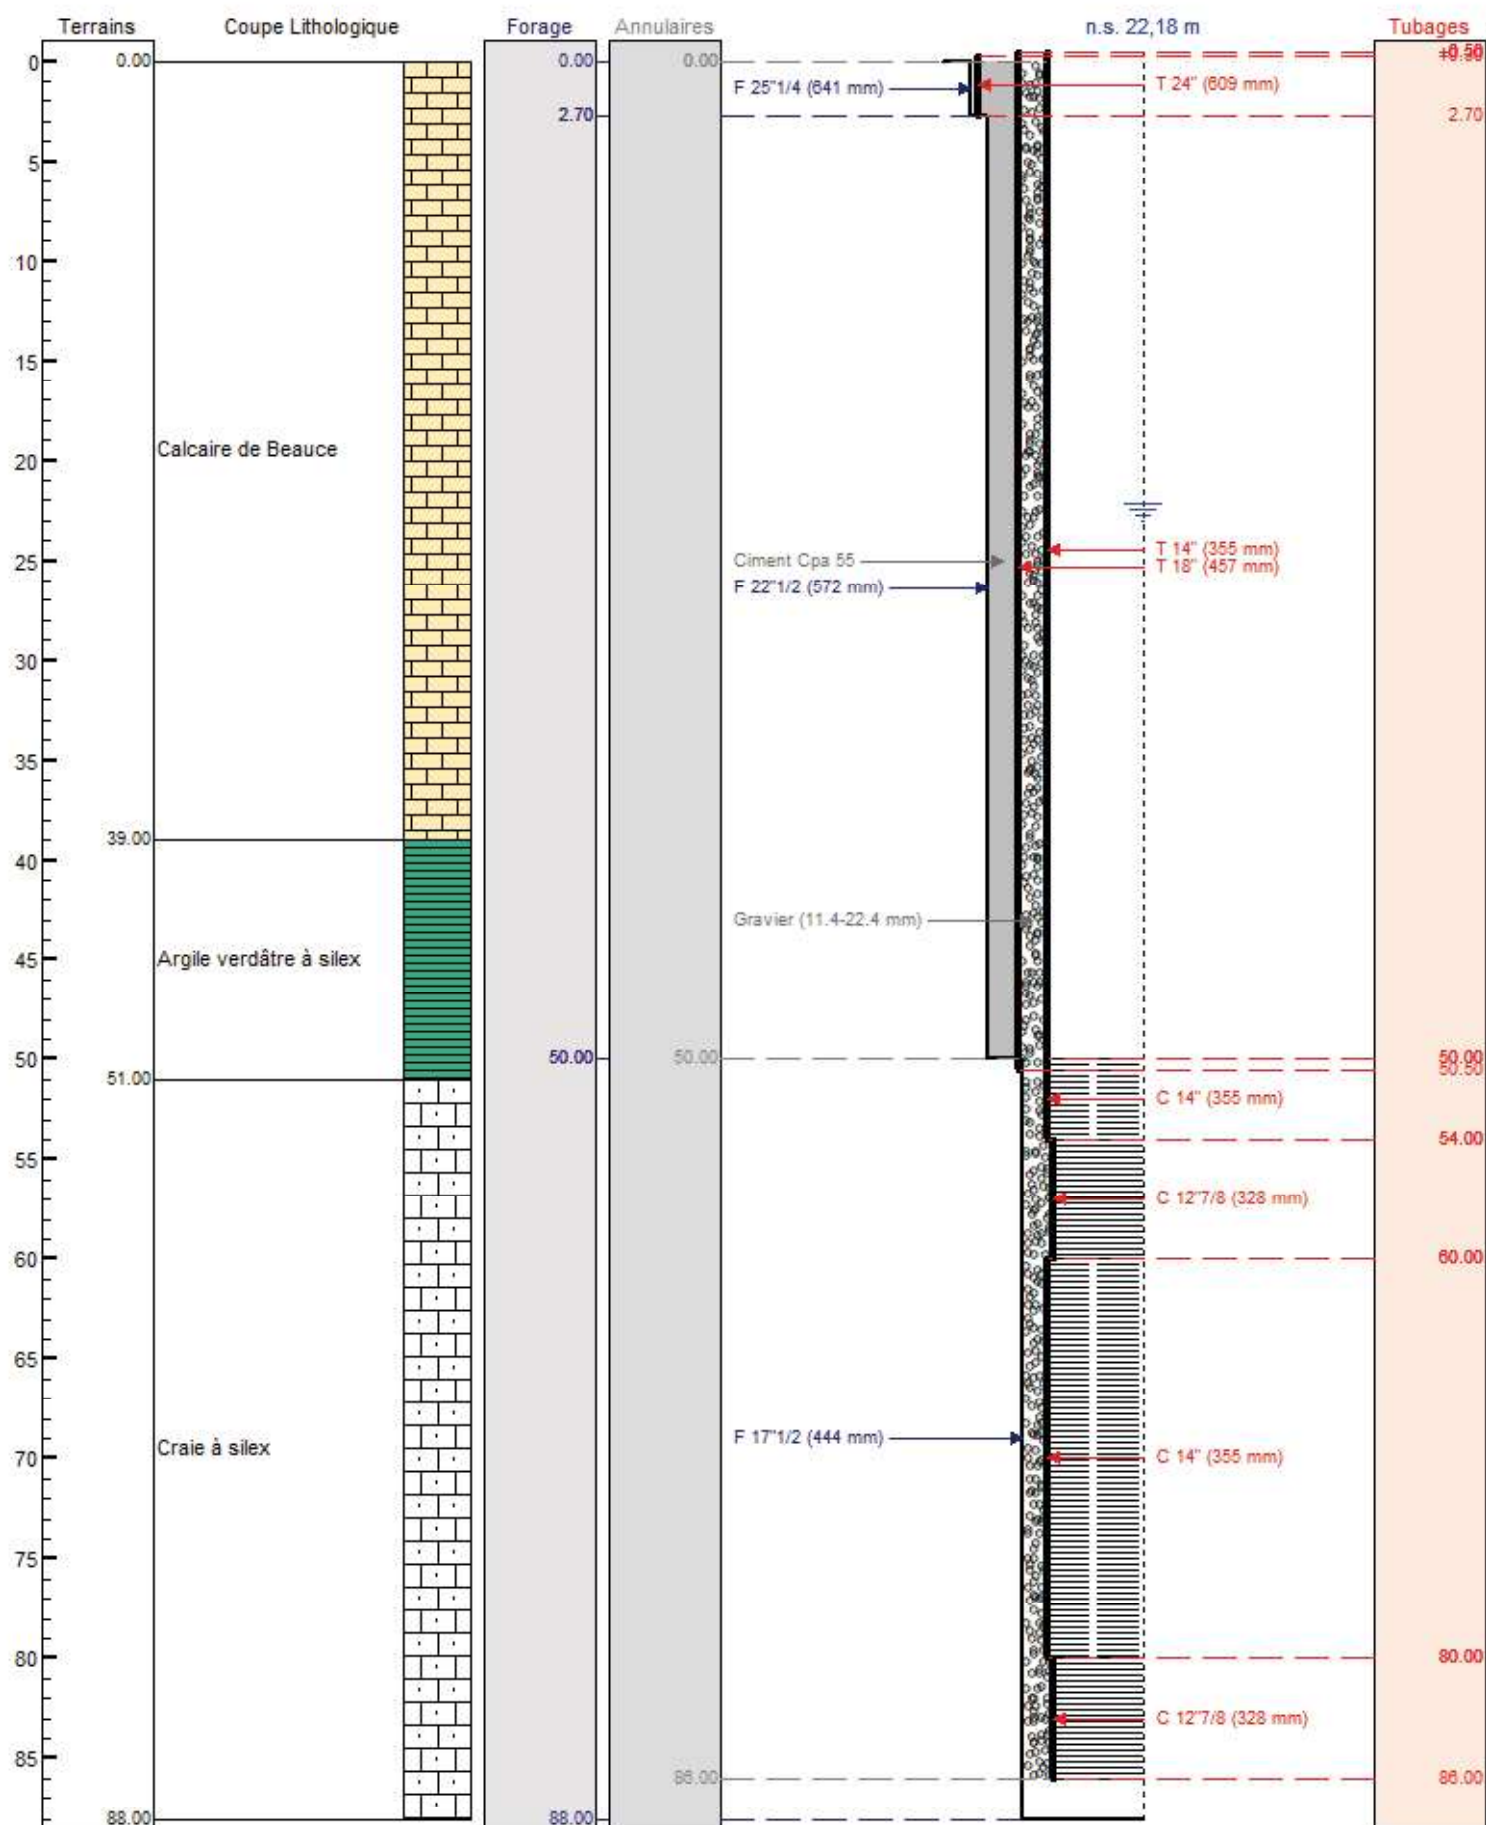 Terrains Coupe Lithologique Forage Annulaires n.s. 22,18 m Tubages
0 0.00 0.00 0.00
F 25"1/4 (641 mm) T 24" (609 mm)
2.70 2.70
5
10
15
Calcaire de Beauce
20
T 14" (355 mm)
25 Ciment Cpa 55 T 18" (457 mm)
F 22"1/2 (572 mm)
30
35
39.00
40
Gravier (11.4-22.4 mm)
45 Argile verdâtre à silex
50 50.00 50.00 50.00
50.50
51.00
C 14" (355 mm)
54.00
55
C 12"7/8 (328 mm)
60 60.00
65
F 17"1/2 (444 mm)
70 Craie à silex C 14" (355 mm)
75
80 80.00
C 12"7/8 (328 mm)
85
86.00 86.00
88.00 88.00